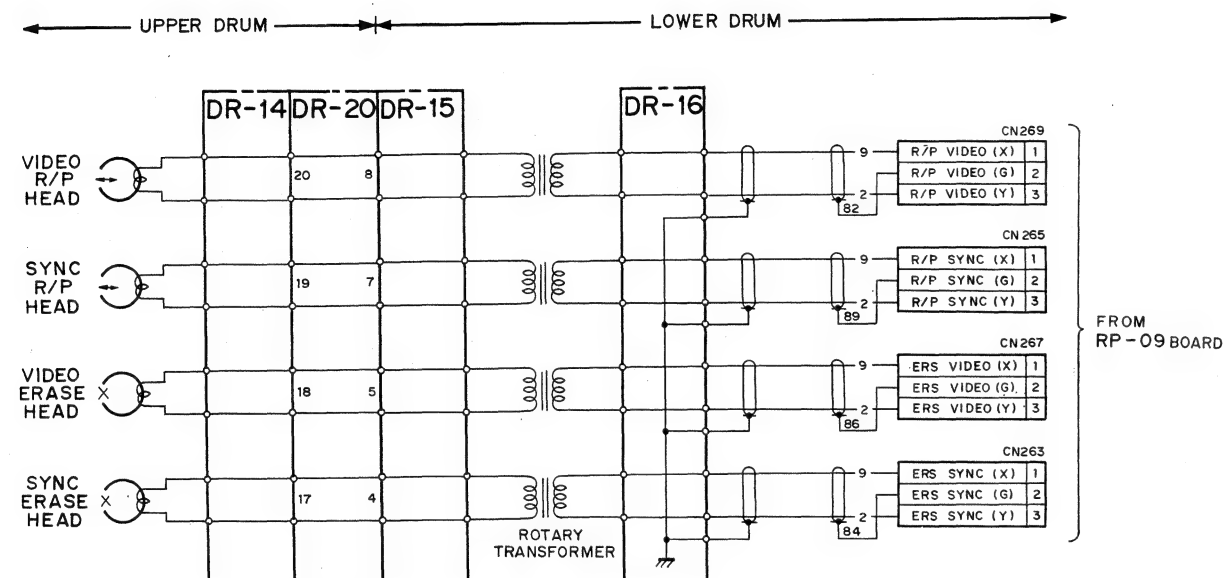 UPPER DRUM
LOWER DRUM
DR-14
DR-20
DR-15
DR-16
VIDEO
R/P
HEAD
20
8
9
2
82
CN269
R/P VIDEO (X) 1
R/P VIDEO (G) 2
R/P VIDEO (Y) 3
SYNC
R/P
HEAD
19
7
9
2
89
CN265
R/P SYNC (X) 1
R/P SYNC (G) 2
R/P SYNC (Y) 3
FROM
RP-09 BOARD
VIDEO
ERASE
HEAD
18
5
9
2
86
CN267
ERS VIDEO (X) 1
ERS VIDEO (G) 2
ERS VIDEO (Y) 3
SYNC
ERASE
HEAD
17
4
9
2
84
CN263
ERS SYNC (X) 1
ERS SYNC (G) 2
ERS SYNC (Y) 3
ROTARY
TRANSFORMER